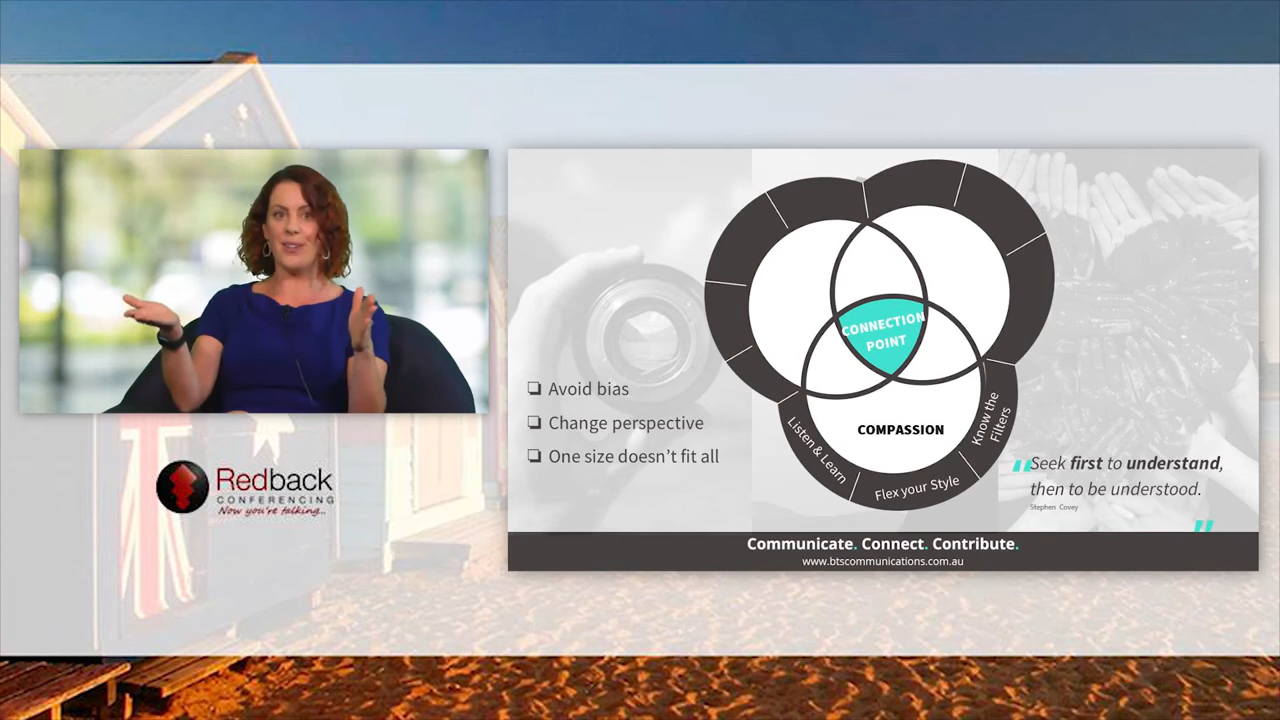 Redback
CONFERENCING
Now you're talking...
Avoid bias
Change perspective
One size doesn't fit all
CONNECTION
POINT
COMPASSION
Listen & Learn
Flex your Style
Know the
Filters
"Seek first to understand,
then to be understood."
Stephen Covey
Communicate. Connect. Contribute.
www.btscommunications.com.au